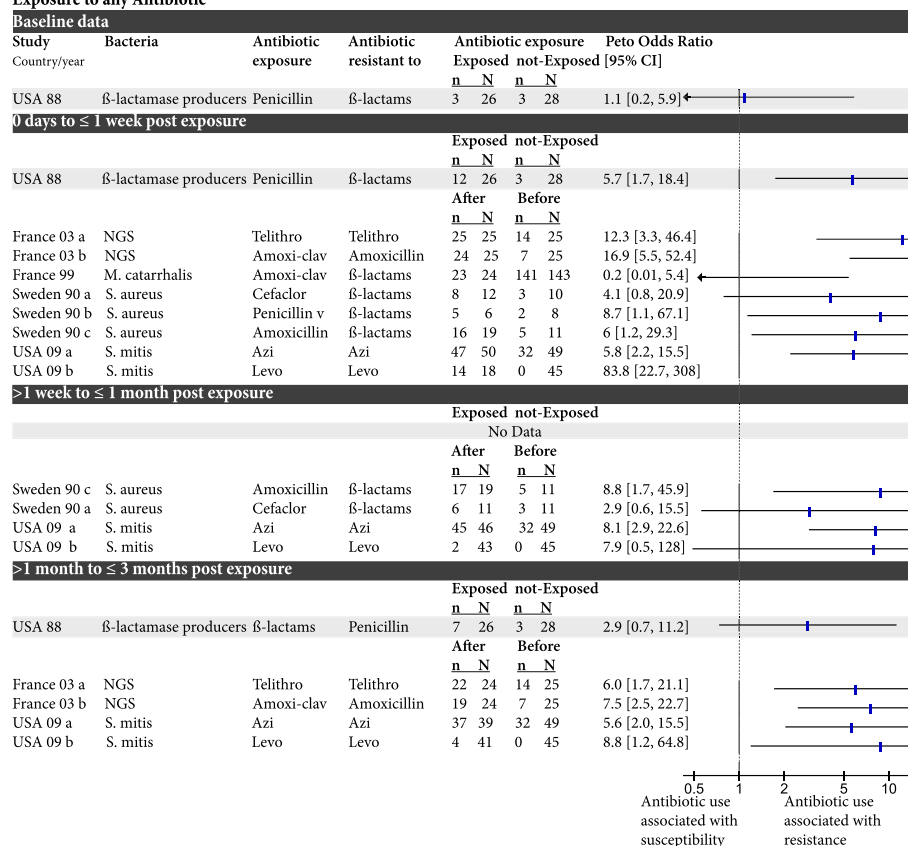 Exposure to any Antibiotic
Baseline data
Study Bacteria Antibiotic Antibiotic Antibiotic exposure Peto Odds Ratio
Country/year exposure resistant to Exposed not-Exposed [95% CI]
n N n N
USA 88 ß-lactamase producers Penicillin ß-lactams 3 26 3 28 1.1 [0.2, 5.9]
0 days to ≤ 1 week post exposure
Exposed not-Exposed
n N n N
USA 88 ß-lactamase producers Penicillin ß-lactams 12 26 3 28 5.7 [1.7, 18.4]
After Before
n N n N
France 03 a NGS Telithro Telithro 25 25 14 25 12.3 [3.3, 46.4]
France 03 b NGS Amoxi-clav Amoxicillin 24 25 7 25 16.9 [5.5, 52.4]
France 99 M. catarrhalis Amoxi-clav ß-lactams 23 24 141 143 0.2 [0.01, 5.4]
Sweden 90 a S. aureus Cefaclor ß-lactams 8 12 3 10 4.1 [0.8, 20.9]
Sweden 90 b S. aureus Penicillin v ß-lactams 5 6 2 8 8.7 [1.1, 67.1]
Sweden 90 c S. aureus Amoxicillin ß-lactams 16 19 5 11 6 [1.2, 29.3]
USA 09 a S. mitis Azi Azi 47 50 32 49 5.8 [2.2, 15.5]
USA 09 b S. mitis Levo Levo 14 18 0 45 83.8 [22.7, 308]
>1 week to ≤ 1 month post exposure
Exposed not-Exposed
No Data
After Before
n N n N
Sweden 90 c S. aureus Amoxicillin ß-lactams 17 19 5 11 8.8 [1.7, 45.9]
Sweden 90 a S. aureus Cefaclor ß-lactams 6 11 3 11 2.9 [0.6, 15.5]
USA 09 a S. mitis Azi Azi 45 46 32 49 8.1 [2.9, 22.6]
USA 09 b S. mitis Levo Levo 2 43 0 45 7.9 [0.5, 128]
>1 month to ≤ 3 months post exposure
Exposed not-Exposed
n N n N
USA 88 ß-lactamase producers ß-lactams Penicillin 7 26 3 28 2.9 [0.7, 11.2]
After Before
n N n N
France 03 a NGS Telithro Telithro 22 24 14 25 6.0 [1.7, 21.1]
France 03 b NGS Amoxi-clav Amoxicillin 19 24 7 25 7.5 [2.5, 22.7]
USA 09 a S. mitis Azi Azi 37 39 32 49 5.6 [2.0, 15.5]
USA 09 b S. mitis Levo Levo 4 41 0 45 8.8 [1.2, 64.8]
0.5 1 2 5 10
Antibiotic use Antibiotic use
associated with associated with
susceptibility resistance